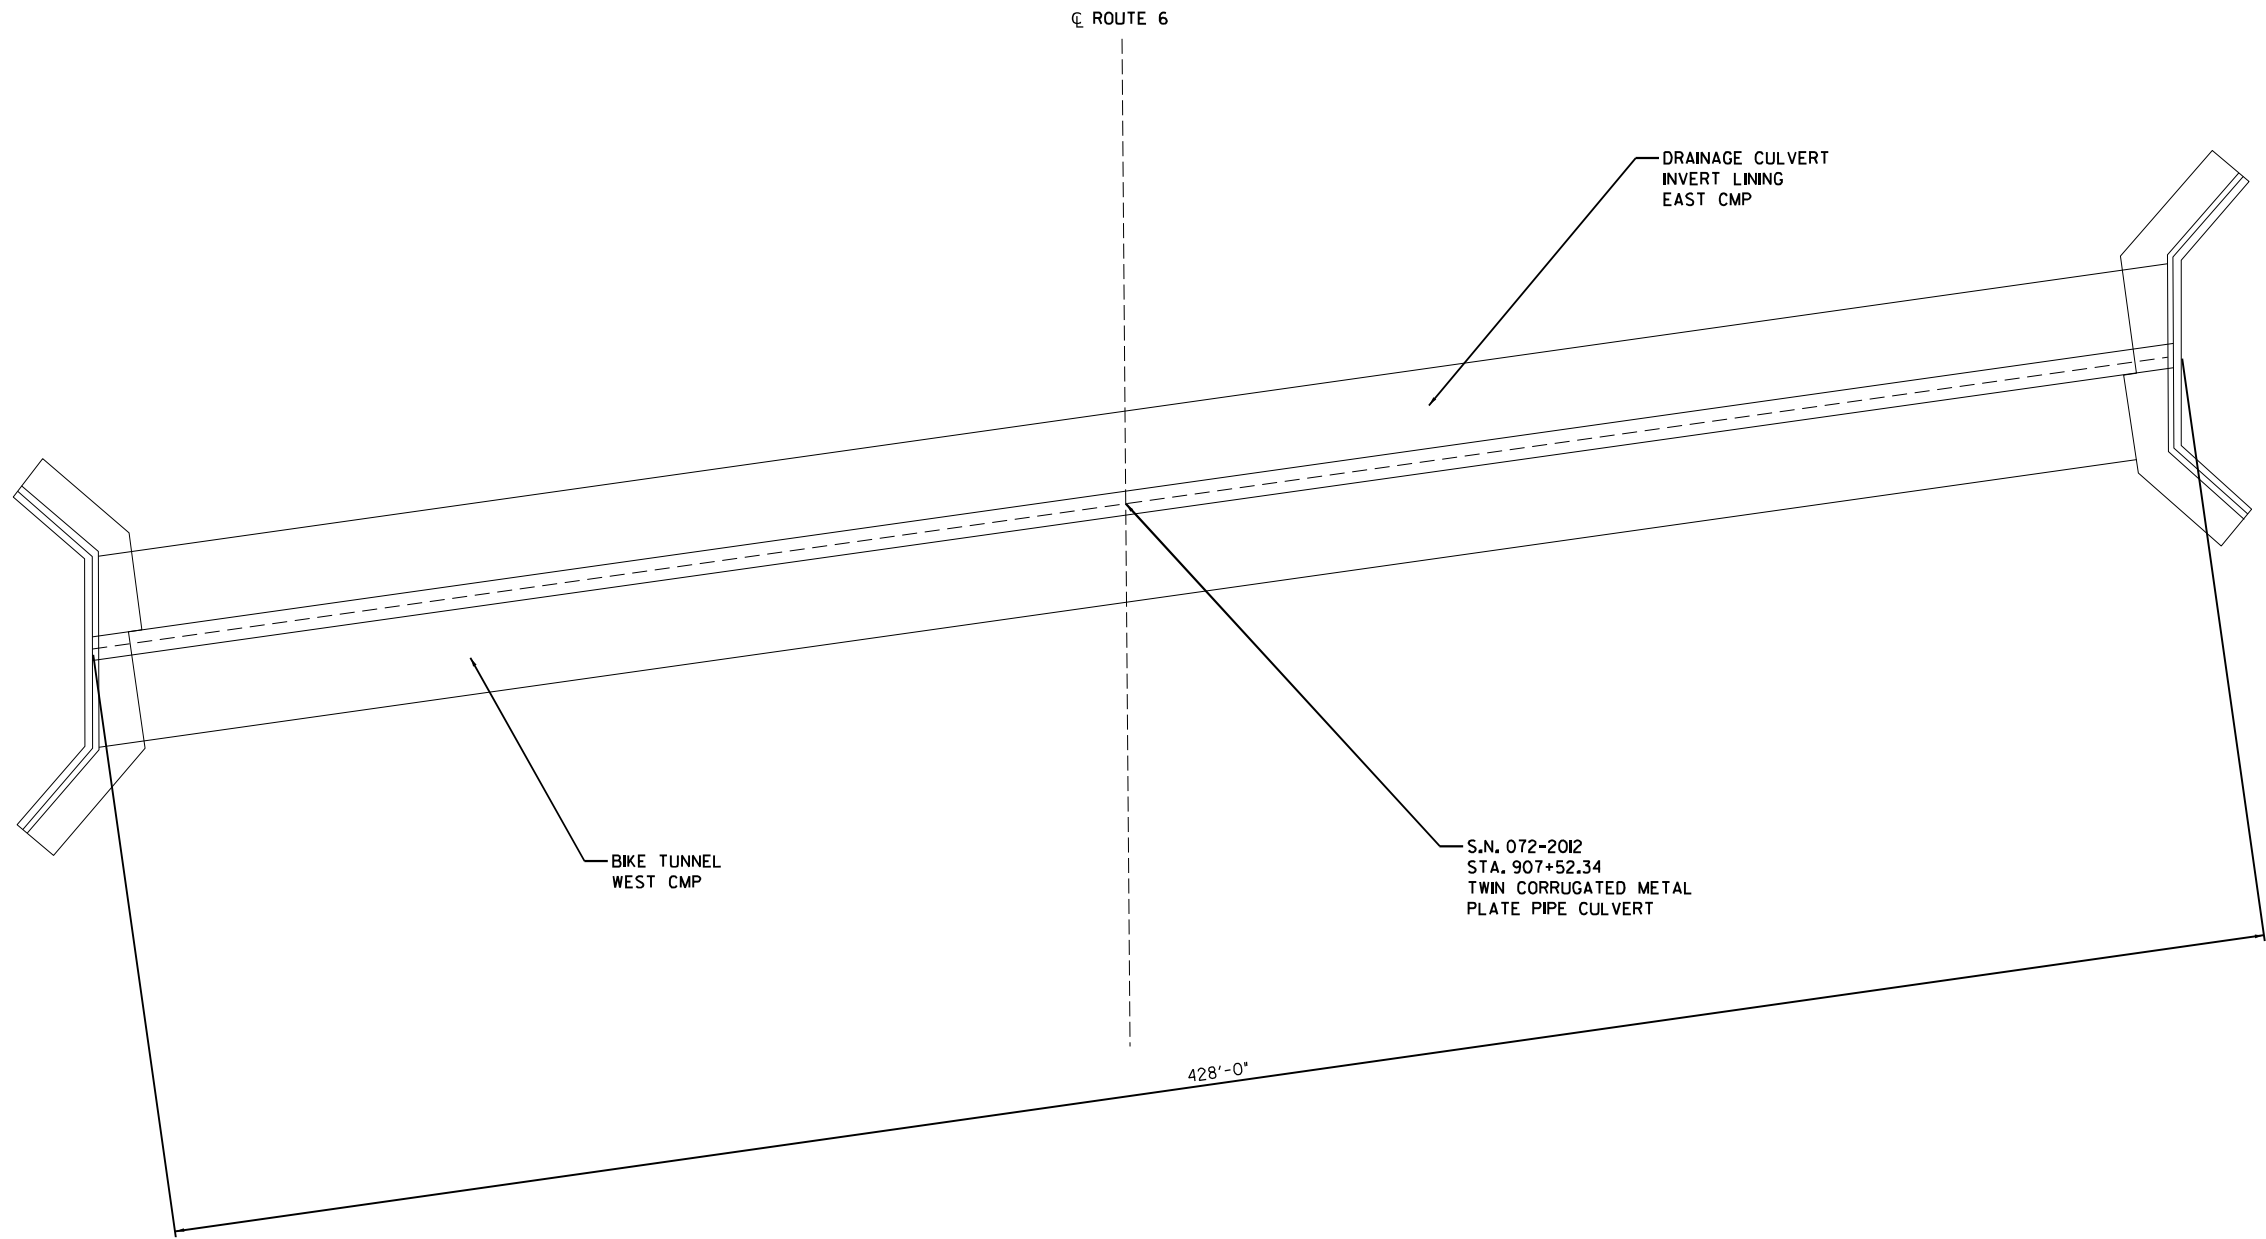 ℄ ROUTE 6
DRAINAGE CULVERT
INVERT LINING
EAST CMP
BIKE TUNNEL
WEST CMP
S.N. 072-2012
STA. 907+52.34
TWIN CORRUGATED METAL
PLATE PIPE CULVERT
428'-0"